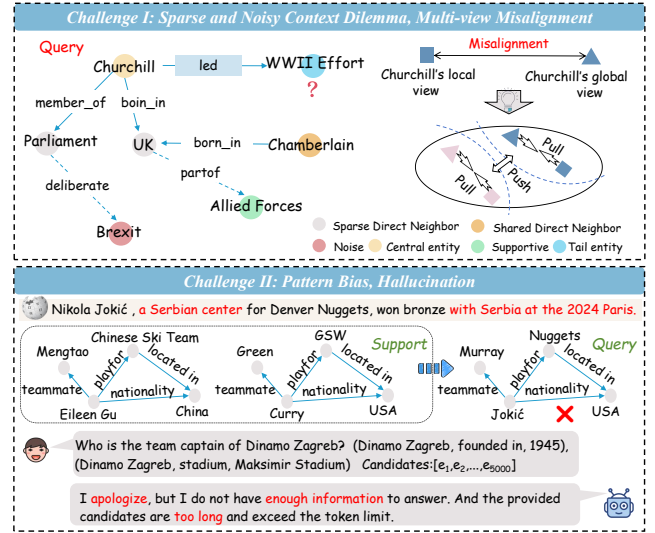 Challenge I: Sparse and Noisy Context Dilemma, Multi-view Misalignment
Query
Churchill
led
WWII Effort
?
member_of
boin_in
Parliament
UK
born_in
Chamberlain
deliberate
partof
Allied Forces
Brexit
Misalignment
Churchill's local view
Churchill's global view
Pull
Push
Pull
Sparse Direct Neighbor
Shared Direct Neighbor
Noise
Central entity
Supportive
Tail entity
Challenge II: Pattern Bias, Hallucination
Nikola Jokić , a Serbian center for Denver Nuggets, won bronze with Serbia at the 2024 Paris.
Chinese Ski Team
Mengtao
playfor
located in
teammate
nationality
Eileen Gu
China
GSW
Support
Green
playfor
located in
teammate
nationality
Curry
USA
Nuggets
Query
Murray
playfor
located in
teammate
nationality
Jokić
USA
Who is the team captain of Dinamo Zagreb? (Dinamo Zagreb, founded in, 1945),
(Dinamo Zagreb, stadium, Maksimir Stadium) Candidates:[e1,e2,...,e5000]
I apologize, but I do not have enough information to answer. And the provided
candidates are too long and exceed the token limit.